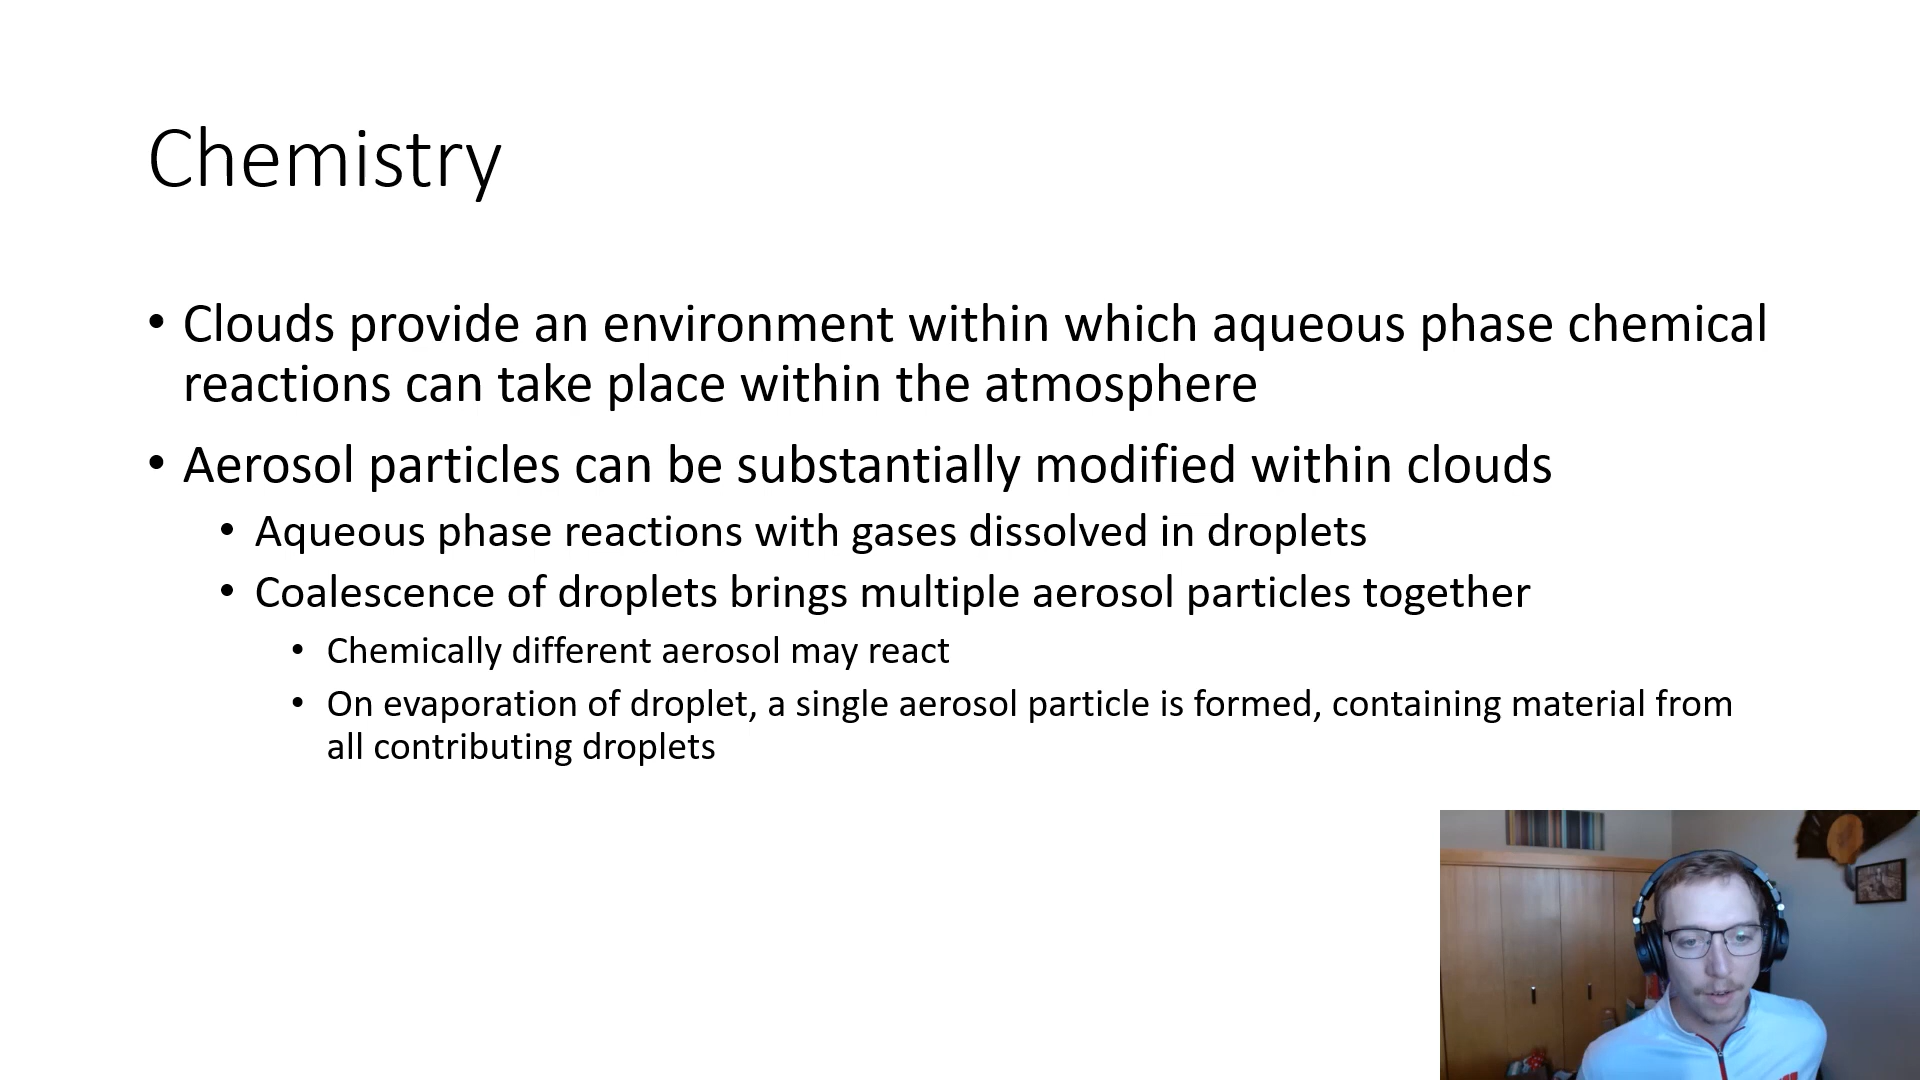 Chemistry
• Clouds provide an environment within which aqueous phase chemical
reactions can take place within the atmosphere
• Aerosol particles can be substantially modified within clouds
• Aqueous phase reactions with gases dissolved in droplets
• Coalescence of droplets brings multiple aerosol particles together
• Chemically different aerosol may react
• On evaporation of droplet, a single aerosol particle is formed, containing material from
all contributing droplets